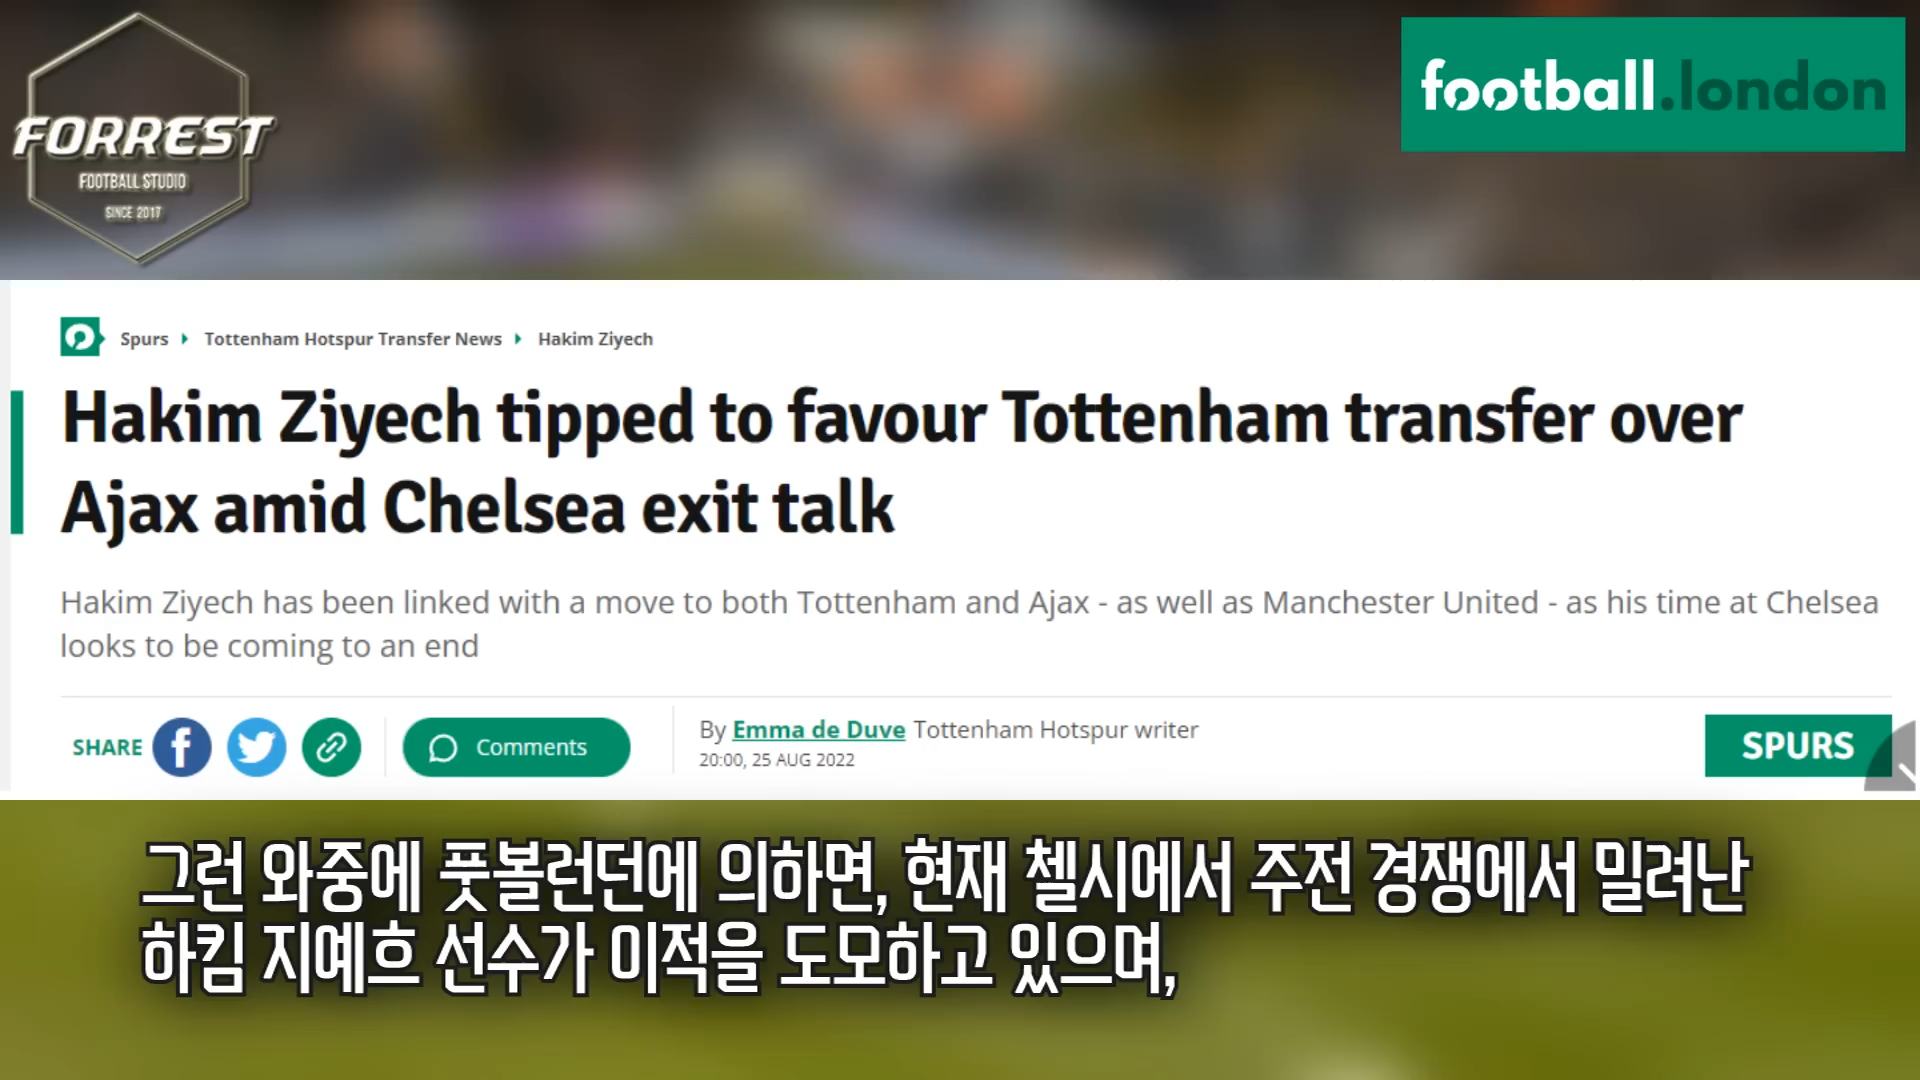 FORREST
FOOTBALL STUDIO
SINCE 2017
football.london
Spurs Tottenham Hotspur Transfer News Hakim Ziyech
Hakim Ziyech tipped to favour Tottenham transfer over
Ajax amid Chelsea exit talk
Hakim Ziyech has been linked with a move to both Tottenham and Ajax - as well as Manchester United - as his time at Chelsea
looks to be coming to an end
SHARE Comments By Emma de Duve Tottenham Hotspur writer
20:00, 25 AUG 2022
SPURS
그런 와중에 풋볼런던에 의하면, 현재 첼시에서 주전 경쟁에서 밀려난
하킴 지예흐 선수가 이적을 도모하고 있으며,